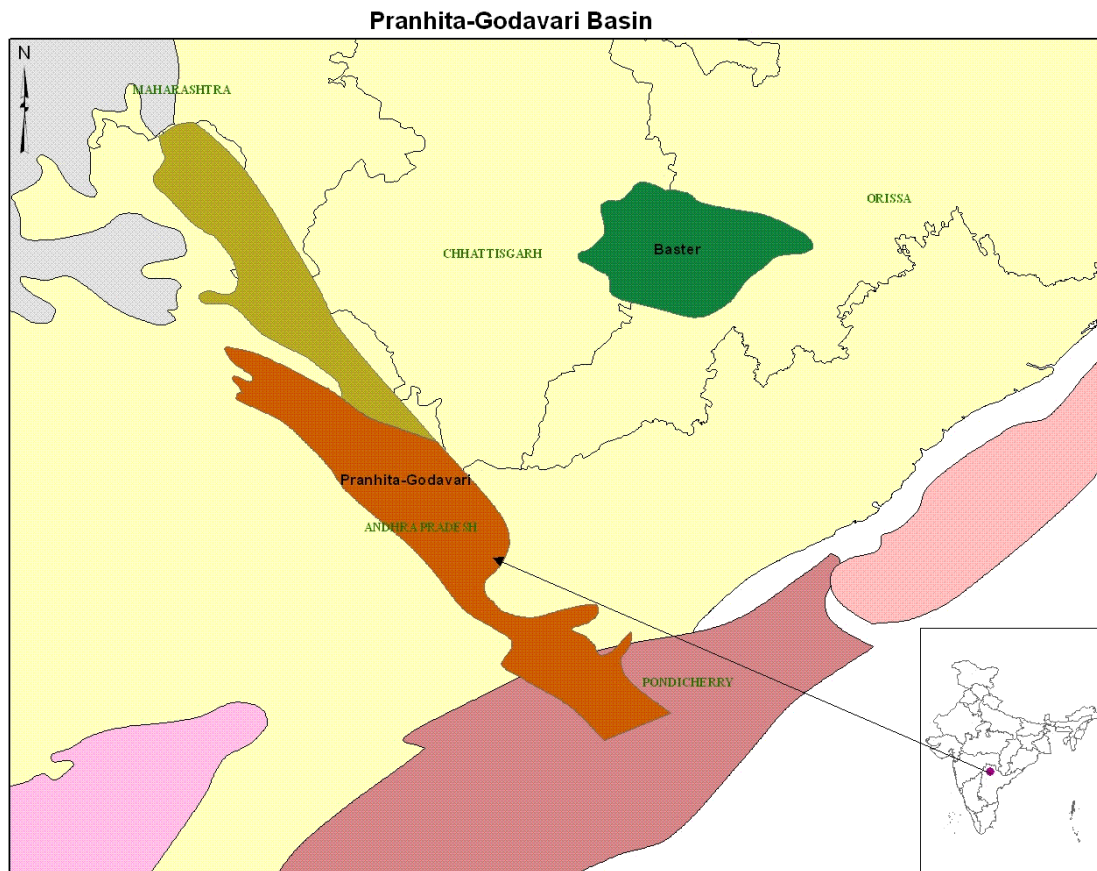 Pranhita-Godavari Basin
N
MAHARASHTRA
ORISSA
CHHATTISGARH
Baster
Pranhita-Godavari
ANDHRA PRADESH
PONDICHERRY